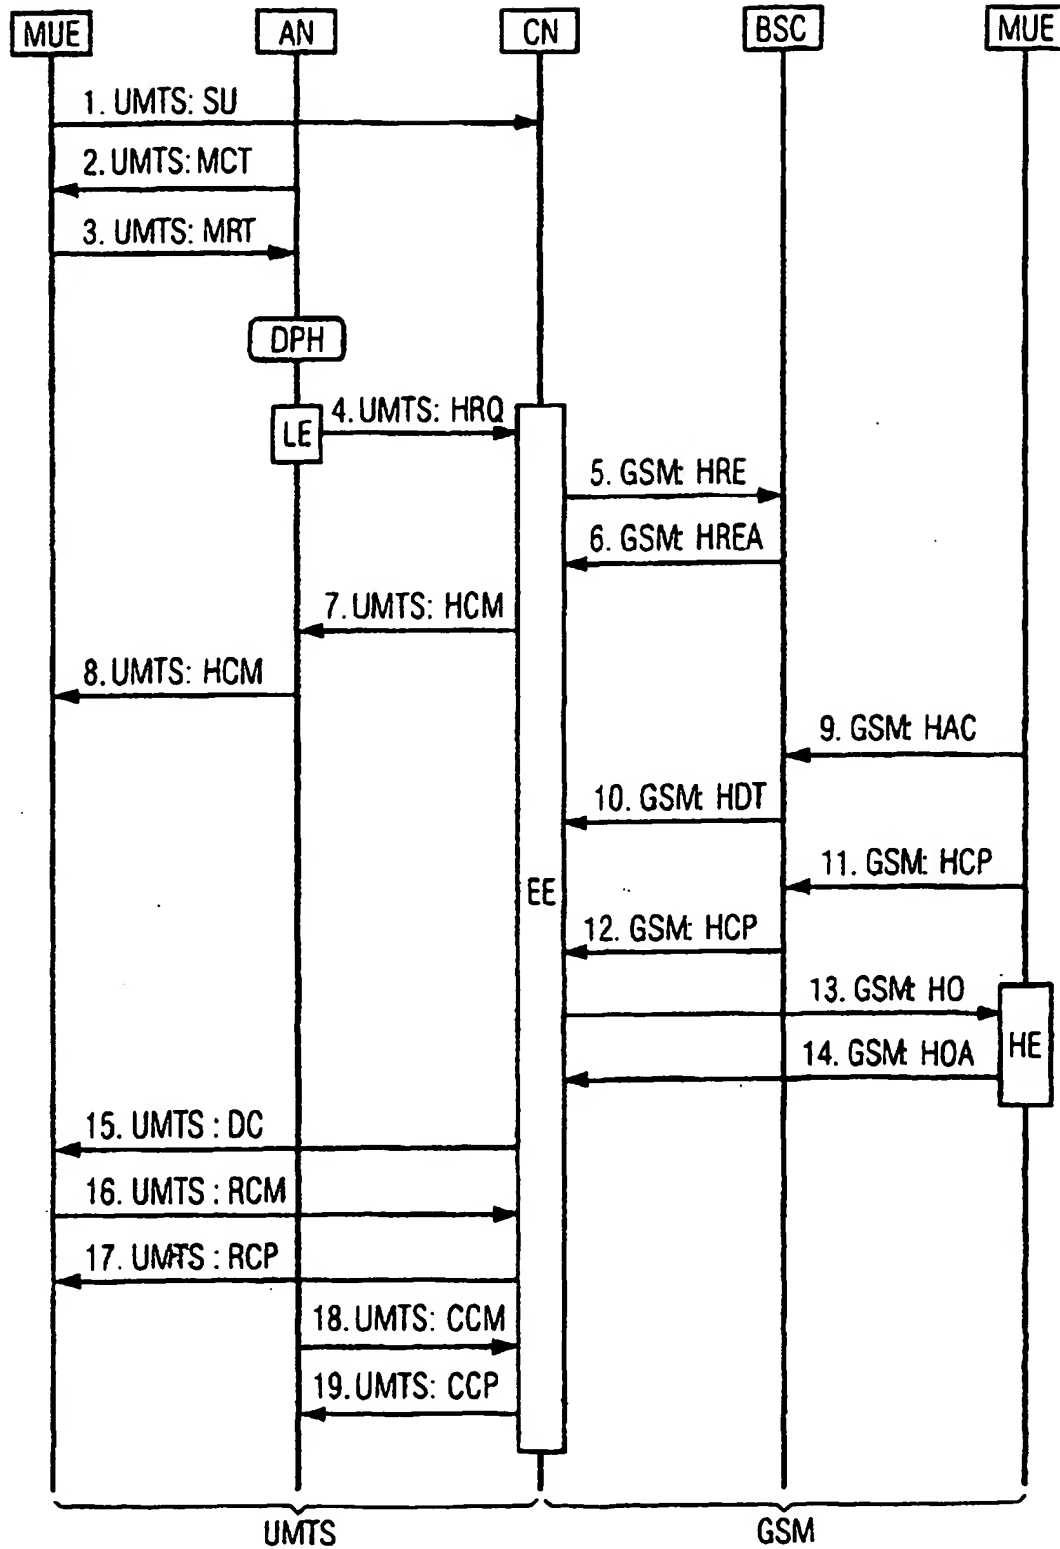 MUE AN CN BSC MUE
1. UMTS: SU
2. UMTS: MCT
3. UMTS: MRT
DPH
LE
4. UMTS: HRQ
5. GSM: HRE
6. GSM: HREA
7. UMTS: HCM
8. UMTS: HCM
9. GSM: HAC
10. GSM: HDT
11. GSM: HCP
EE
12. GSM: HCP
13. GSM: HO
HE
14. GSM: HOA
15. UMTS : DC
16. UMTS : RCM
17. UMTS : RCP
18. UMTS: CCM
19. UMTS: CCP
UMTS GSM